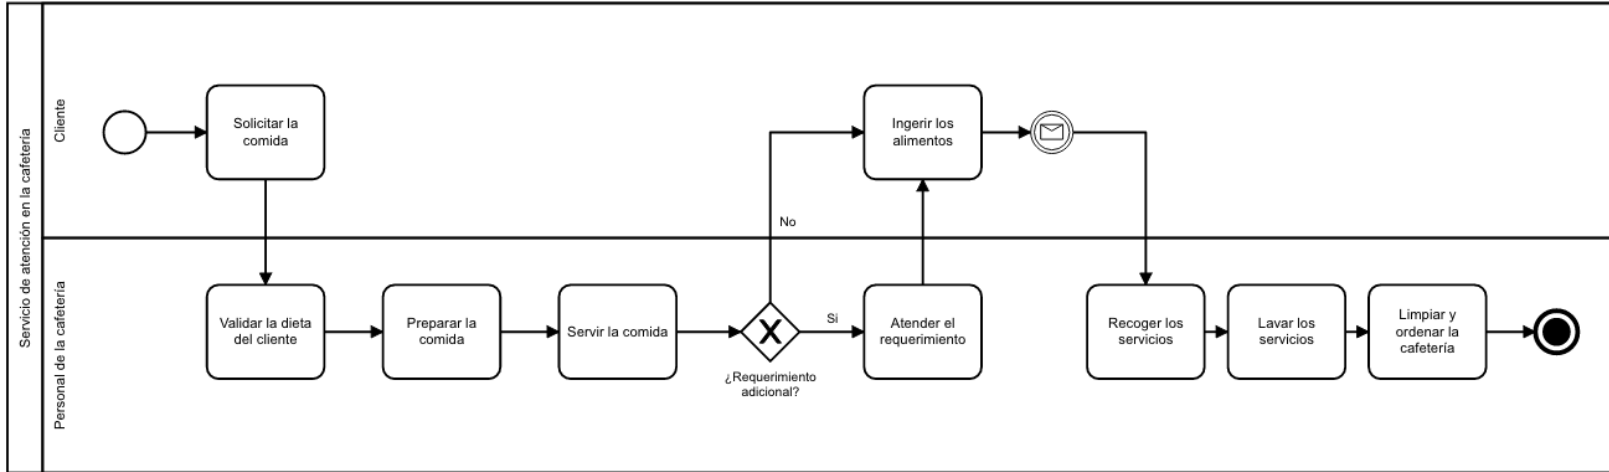 Servicio de atención en la cafetería
Cliente
Solicitar la
comida
Ingerir los
alimentos
No
Personal de la cafetería
Validar la dieta
del cliente
Preparar la
comida
Servir la comida
¿Requerimiento
adicional?
Si
Atender el
requerimiento
Recoger los
servicios
Lavar los
servicios
Limpiar y
ordenar la
cafetería